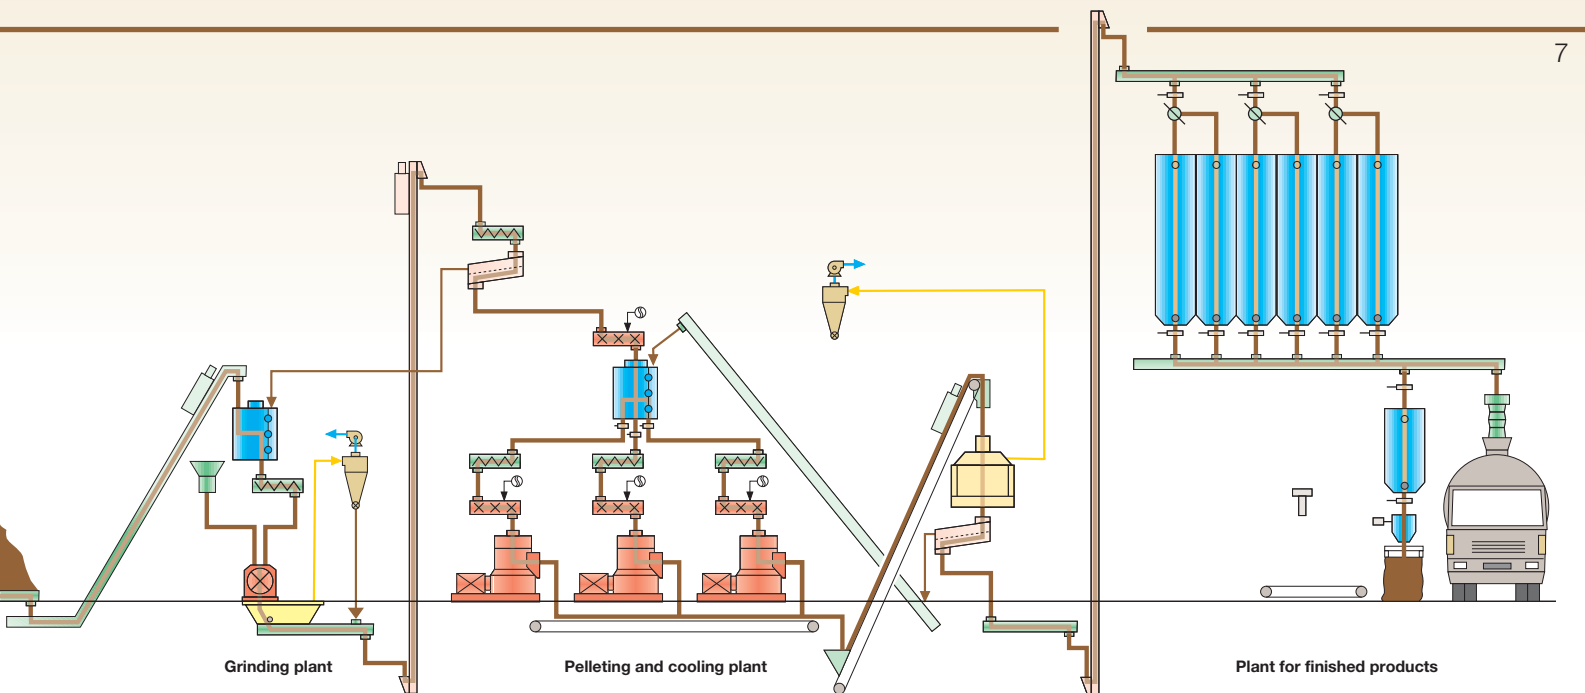 7
Grinding plant
Pelleting and cooling plant
Plant for finished products